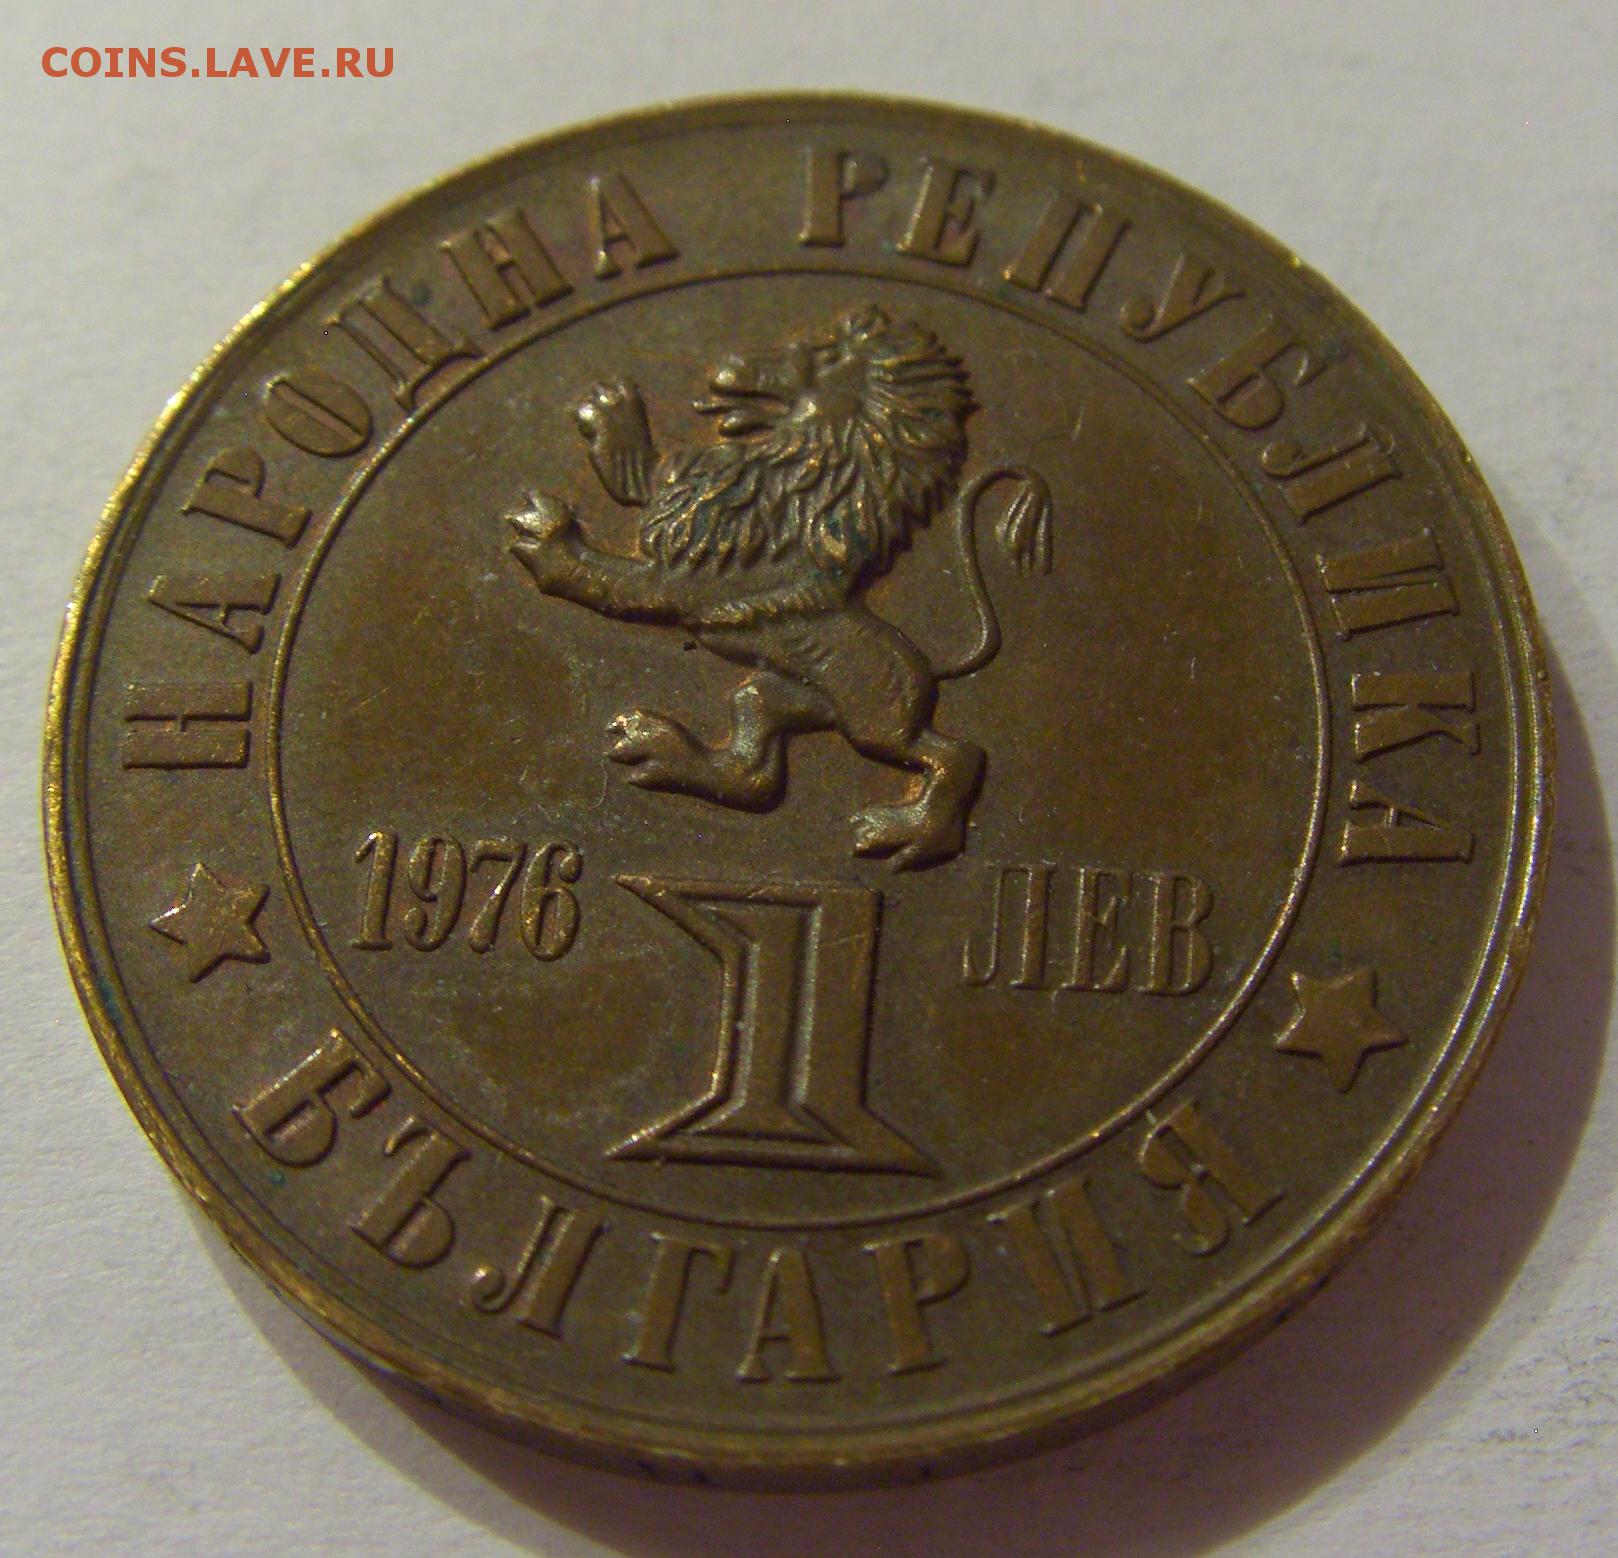 COINS.LAVE.RU
НАРОДНА РЕПУБЛИКА
1976 1 ЛЕВ
БЪЛГАРИЯ